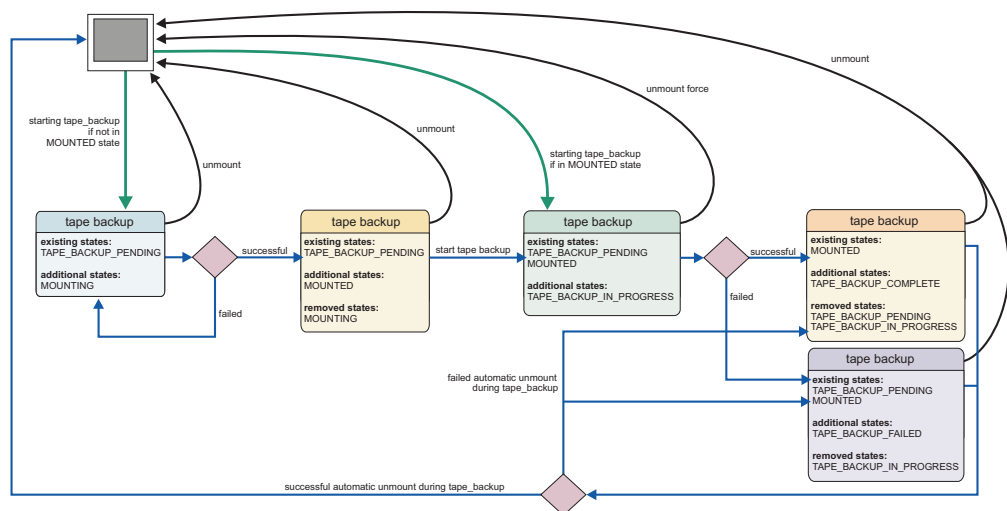 unmount
unmount force
starting tape_backup
if not in
MOUNTED state
unmount
unmount
starting tape_backup
if in MOUNTED state
tape backup
existing states:
TAPE_BACKUP_PENDING
additional states:
MOUNTING
successful
failed
tape backup
existing states:
TAPE_BACKUP_PENDING
additional states:
MOUNTED
removed states:
MOUNTING
start tape backup
tape backup
existing states:
TAPE_BACKUP_PENDING
MOUNTED
additional states:
TAPE_BACKUP_IN_PROGRESS
successful
failed
tape backup
existing states:
MOUNTED
additional states:
TAPE_BACKUP_COMPLETE
removed states:
TAPE_BACKUP_PENDING
TAPE_BACKUP_IN_PROGRESS
failed automatic unmount
during tape_backup
tape backup
existing states:
TAPE_BACKUP_PENDING
MOUNTED
additional states:
TAPE_BACKUP_FAILED
removed states:
TAPE_BACKUP_IN_PROGRESS
successful automatic unmount during tape_backup